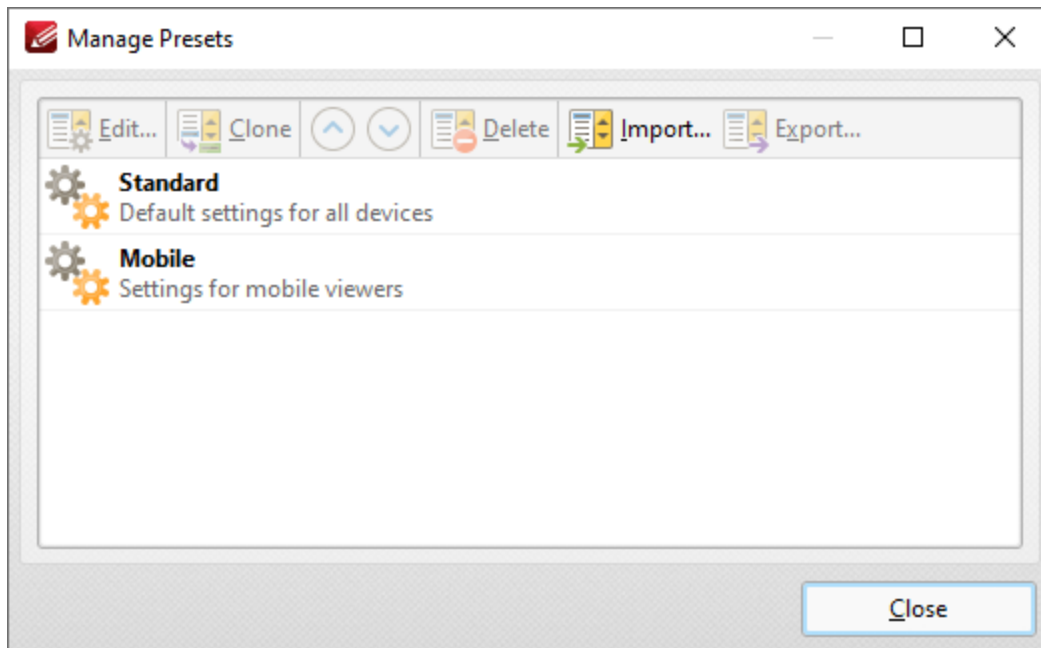 Manage Presets
Edit... Clone Delete Import... Export...
Standard
Default settings for all devices
Mobile
Settings for mobile viewers
Close